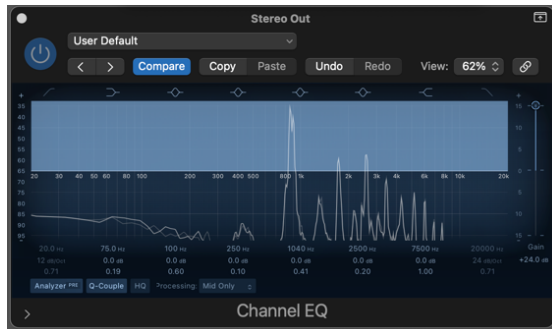 Stereo Out
User Default
Compare Copy Paste Undo Redo View: 62%
+ +
35 15
40
45 10
50
55 5
60
65 0
20 30 40 50 60 80 100 200 300 400 500 800 1k 2k 3k 4k 6k 8k 10k 20k
70
75 5
80
85 10
90
95 15
20.0 Hz 75.0 Hz 100 Hz 250 Hz 1040 Hz 2500 Hz 7500 Hz 20000 Hz Gain
12 dB/Oct 0.0 dB 0.0 dB 0.0 dB 0.0 dB 0.0 dB 0.0 dB 24 dB/Oct +24.0 dB
0.71 0.19 0.60 0.10 0.41 0.20 1.00 0.71
Analyzer PRE Q-Couple HQ Processing: Mid Only
Channel EQ